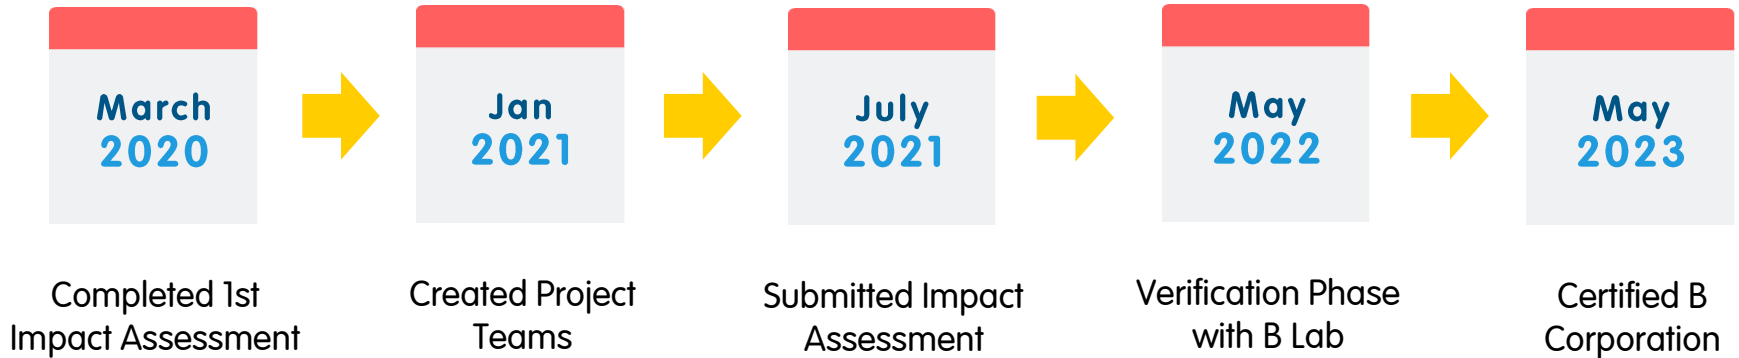 March
2020
Jan
2021
July
2021
May
2022
May
2023
Completed 1st
Impact Assessment
Created Project
Teams
Submitted Impact
Assessment
Verification Phase
with B Lab
Certified B
Corporation